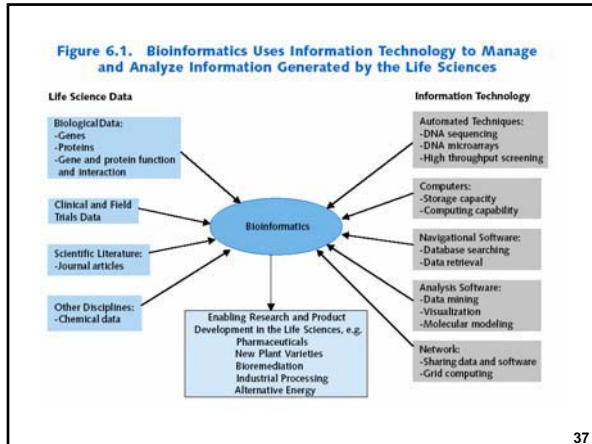 Figure 6.1. Bioinformatics Uses Information Technology to Manage
and Analyze Information Generated by the Life Sciences
Life Science Data
Biological Data:
-Genes
-Proteins
-Gene and protein function
and interaction
Clinical and Field
Trials Data
Scientific Literature:
-Journal articles
Other Disciplines:
-Chemical data
Bioinformatics
Enabling Research and Product
Development in the Life Sciences, e.g.
Pharmaceuticals
New Plant Varieties
Bioremediation
Industrial Processing
Alternative Energy
Information Technology
Automated Techniques:
-DNA sequencing
-DNA microarrays
-High throughput screening
Computers:
-Storage capacity
-Computing capability
Navigational Software:
-Database searching
-Data retrieval
Analysis Software:
-Data mining
-Visualization
-Molecular modeling
Network:
-Sharing data and software
-Grid computing
37